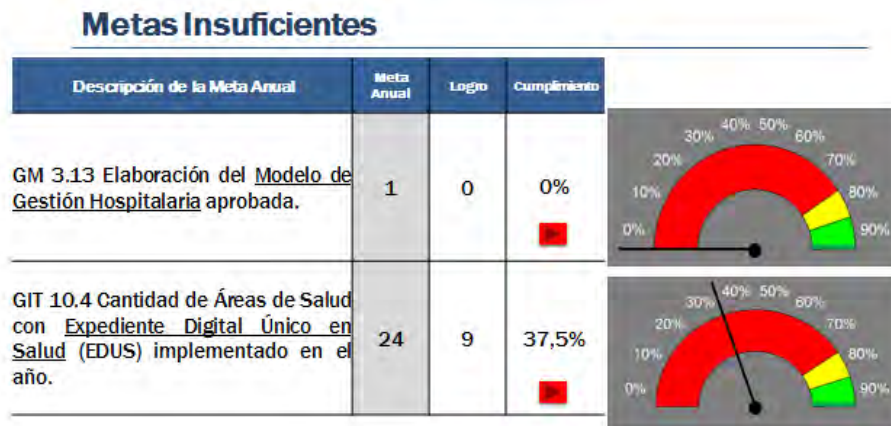 Metas Insuficientes
Descripción de la Meta Anual
Meta
Anual
Logro
Cumplimiento
GM 3.13 Elaboración del Modelo de
Gestión Hospitalaria aprobada.
1
0
0%
0%
10%
20%
30%
40%
50%
60%
70%
80%
90%
GIT 10.4 Cantidad de Áreas de Salud
con Expediente Digital Único en
Salud (EDUS) implementado en el
año.
24
9
37,5%
0%
10%
20%
30%
40%
50%
60%
70%
80%
90%